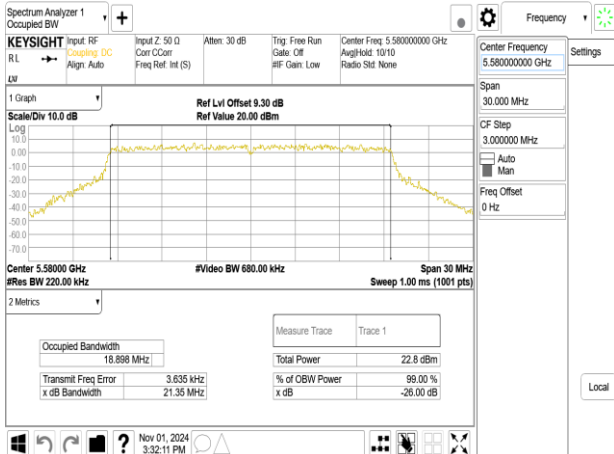 Spectrum Analyzer 1
Occupied BW
+
Frequency
KEYSIGHT
RL
LXI
Input: RF
Coupling: DC
Align: Auto
Input Z: 50 Ω
Corr CCorr
Freq Ref: Int (S)
Atten: 30 dB
Trig: Free Run
Gate: Off
#IF Gain: Low
Center Freq: 5.580000000 GHz
Avg|Hold: 10/10
Radio Std: None
Center Frequency
5.580000000 GHz
Settings
Span
30.000 MHz
CF Step
3.000000 MHz
Auto
Man
Freq Offset
0 Hz
Local
1 Graph
Scale/Div 10.0 dB
Ref Lvl Offset 9.30 dB
Ref Value 20.00 dBm
Log
10.0
0.00
-10.0
-20.0
-30.0
-40.0
-50.0
-60.0
-70.0
Center 5.58000 GHz
#Video BW 680.00 kHz
Span 30 MHz
#Res BW 220.00 kHz
Sweep 1.00 ms (1001 pts)
2 Metrics
Measure Trace Trace 1
Occupied Bandwidth
18.898 MHz
Total Power 22.8 dBm
Transmit Freq Error 3.635 kHz
% of OBW Power 99.00 %
x dB Bandwidth 21.35 MHz
x dB -26.00 dB
?
Nov 01, 2024
3:32:11 PM